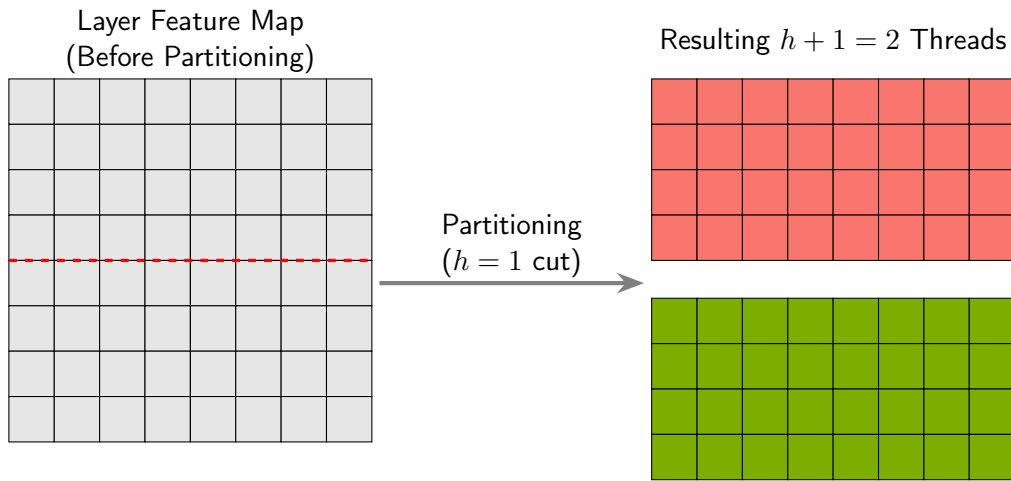 Layer Feature Map
(Before Partitioning)
Resulting h + 1 = 2 Threads
Partitioning
(h = 1 cut)